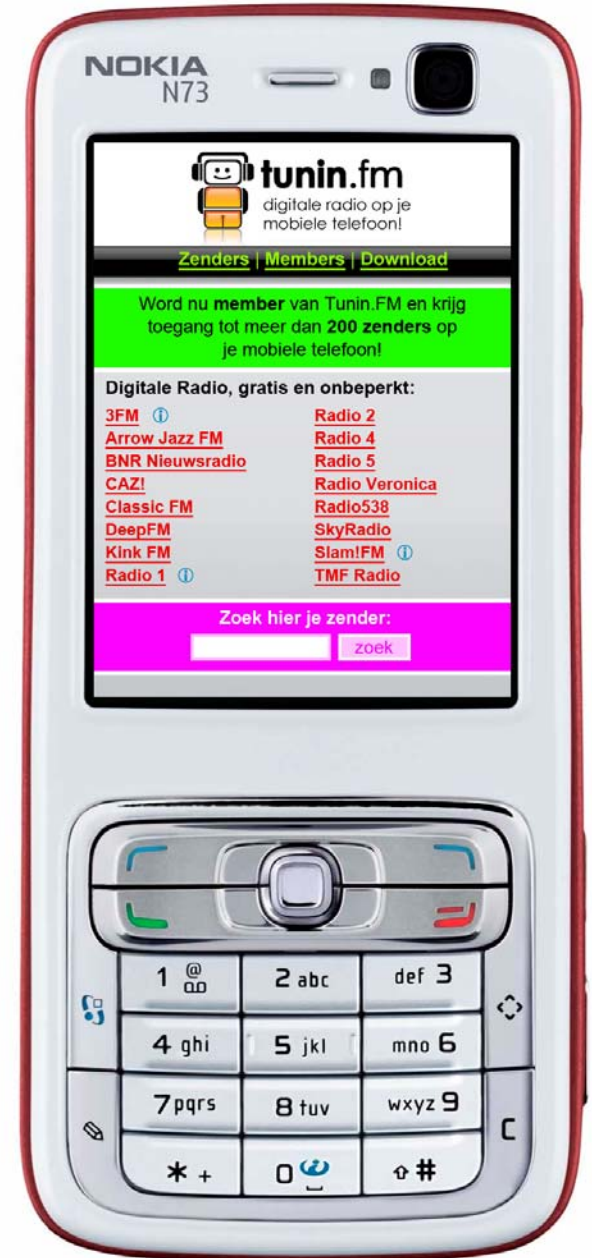 NOKIA
N73
tunin.fm
digitale radio op je
mobiele telefoon!
Zenders | Members | Download
Word nu member van Tunin.FM en krijg
toegang tot meer dan 200 zenders op
je mobiele telefoon!
Digitale Radio, gratis en onbeperkt:
3FM
Arrow Jazz FM
BNR Nieuwsradio
CAZ!
Classic FM
DeepFM
Kink FM
Radio 1
Radio 2
Radio 4
Radio 5
Radio Veronica
Radio538
SkyRadio
Slam!FM
TMF Radio
Zoek hier je zender:
zoek
1 @
2 abc
def 3
4 ghi
5 jkl
mno 6
7 pqrs
8 tuv
wxyz 9
C
* +
0
#